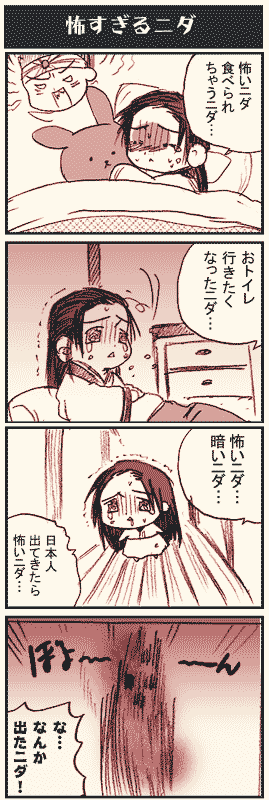 怖すぎるニダ
怖いニダ
食べられ
ちゃうニダ…
おトイレ
行きたく
なったニダ…
怖いニダ…
暗いニダ…
日本人
出てきたら
怖いニダ…
ぼよ〜
〜ん
な…
なんか
出たニダ!